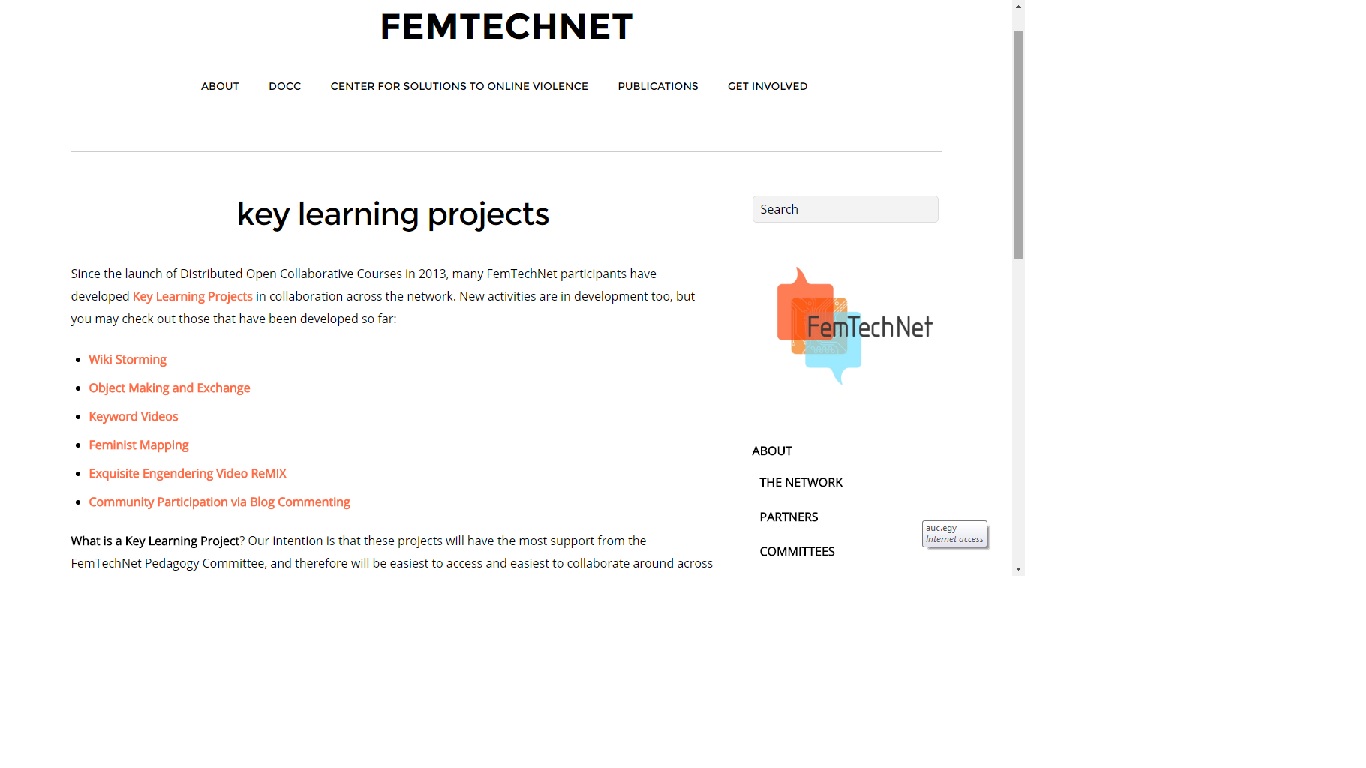 FEMTECHNET
ABOUT DOCC CENTER FOR SOLUTIONS TO ONLINE VIOLENCE PUBLICATIONS GET INVOLVED
key learning projects
Since the launch of Distributed Open Collaborative Courses in 2013, many FemTechNet participants have
developed Key Learning Projects in collaboration across the network. New activities are in development too, but
you may check out those that have been developed so far:
Wiki Storming
Object Making and Exchange
Keyword Videos
Feminist Mapping
Exquisite Engendering Video ReMIX
Community Participation via Blog Commenting
What is a Key Learning Project? Our intention is that these projects will have the most support from the
FemTechNet Pedagogy Committee, and therefore will be easiest to access and easiest to collaborate around across
Search
FemTechNet
ABOUT
THE NETWORK
PARTNERS
COMMITTEES
auc.egy
Internet access